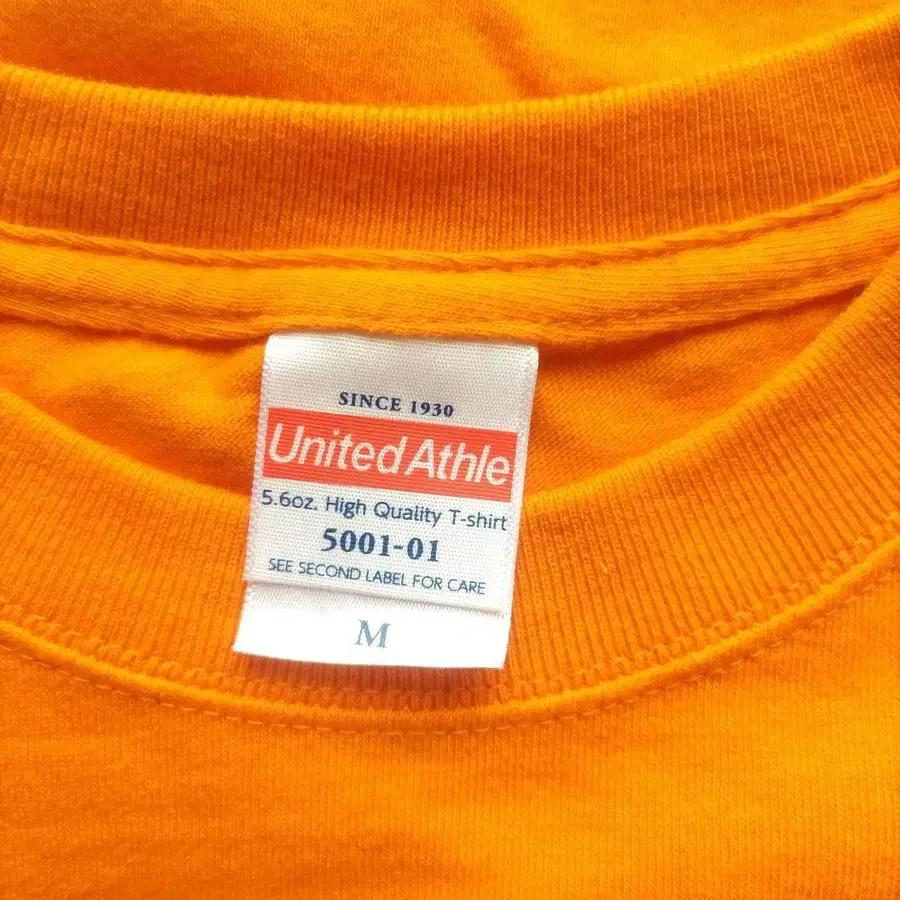 SINCE 1930
United Athle
5.6oz. High Quality T-shirt
5001-01
SEE SECOND LABEL FOR CARE
M